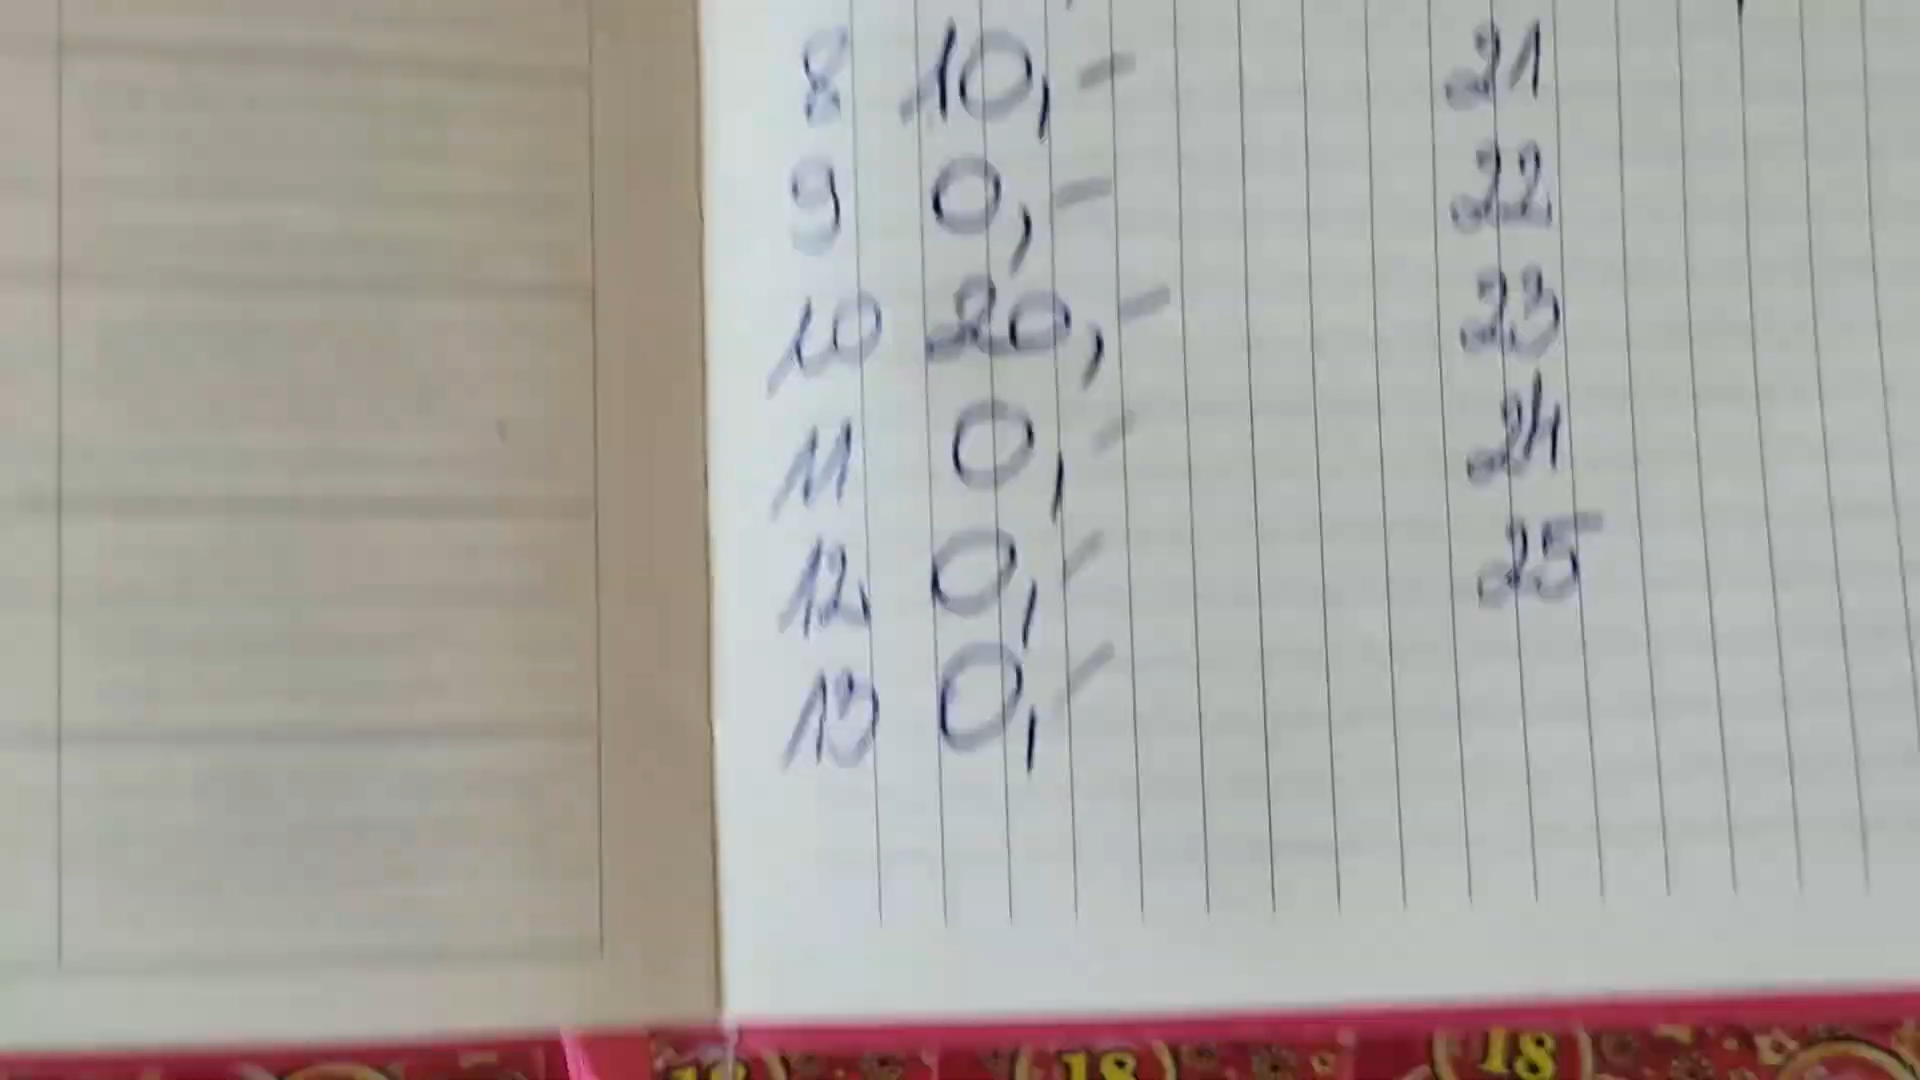 8 10,- 21
9 0,- 22
10 20,- 23
11 0,- 24
12 0,- 25
13 0,-
18 18